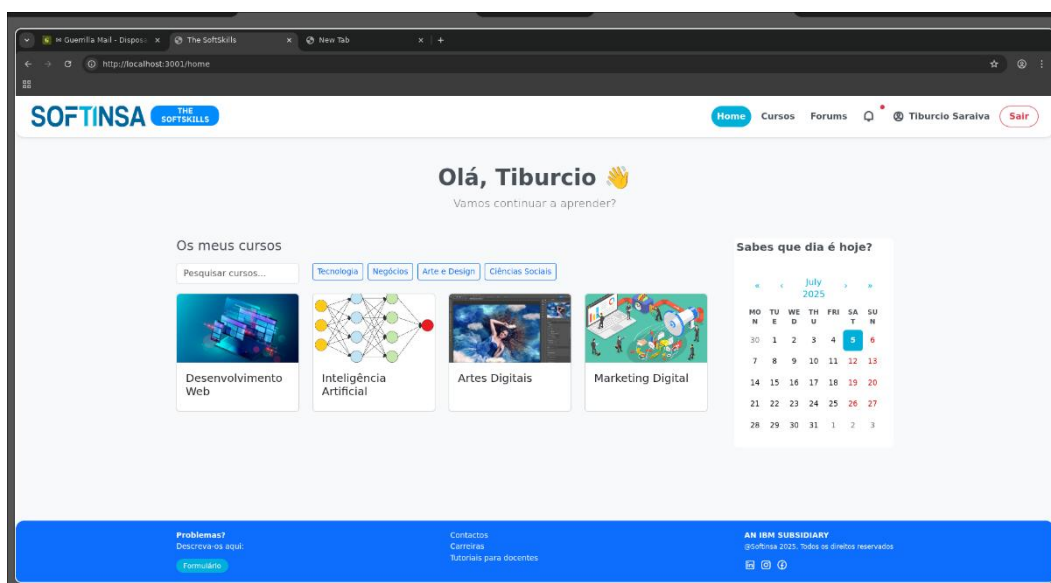 Guerrilla Mail - Dispos
The SoftSkills
New Tab
http://localhost:3001/home
SOFTINSA
THE
SOFTSKILLS
Home
Cursos
Forums
Tiburcio Saraiva
Sair
Olá, Tiburcio 👋
Vamos continuar a aprender?
Os meus cursos
Pesquisar cursos...
Tecnologia
Negócios
Arte e Design
Ciências Sociais
Desenvolvimento
Web
Inteligência
Artificial
Artes Digitais
Marketing Digital
Sabes que dia é hoje?
« ‹ July › »
2025
MO TU WE TH FRI SA SU
N E D U T N
30 1 2 3 4 5 6
7 8 9 10 11 12 13
14 15 16 17 18 19 20
21 22 23 24 25 26 27
28 29 30 31 1 2 3
Problemas?
Descreva-os aqui:
Formulário
Contactos
Carreiras
Tutoriais para docentes
AN IBM SUBSIDIARY
@Softinsa 2025. Todos os direitos reservados